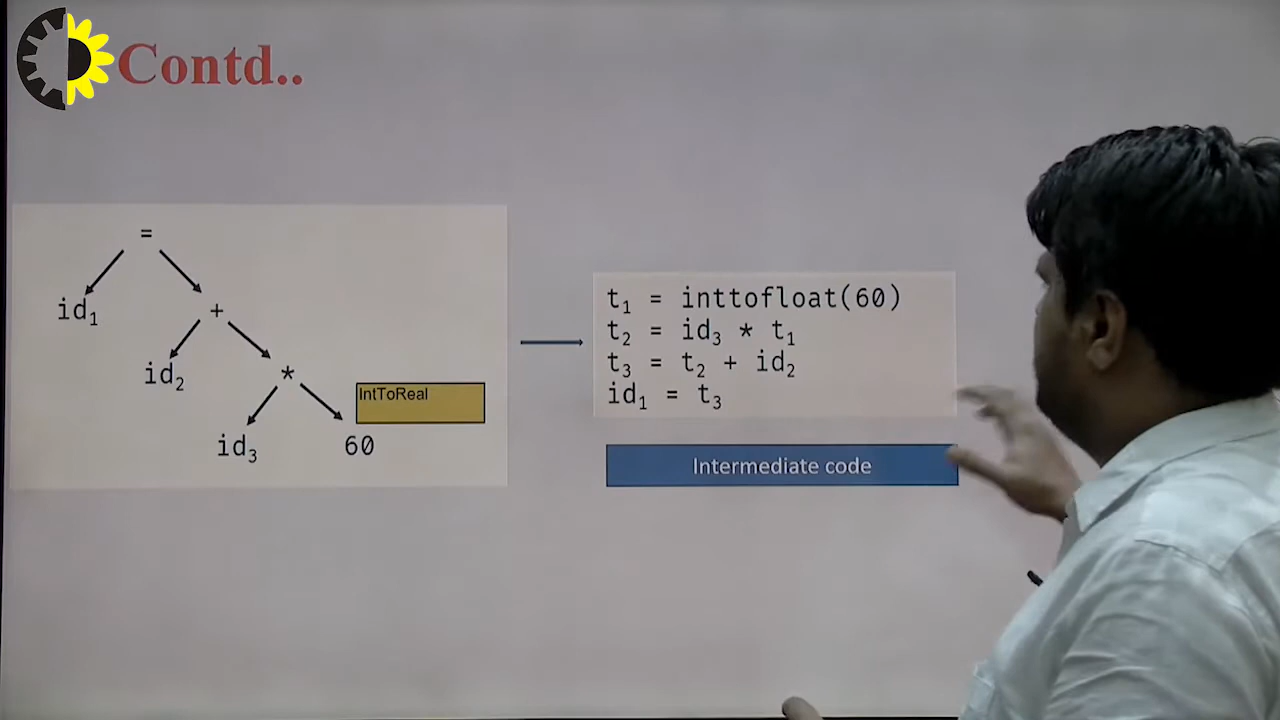 Contd..
=
id₁
+
id₂
*
IntToReal
id₃
60
t₁ = inttofloat(60)
t₂ = id₃ * t₁
t₃ = t₂ + id₂
id₁ = t₃
Intermediate code